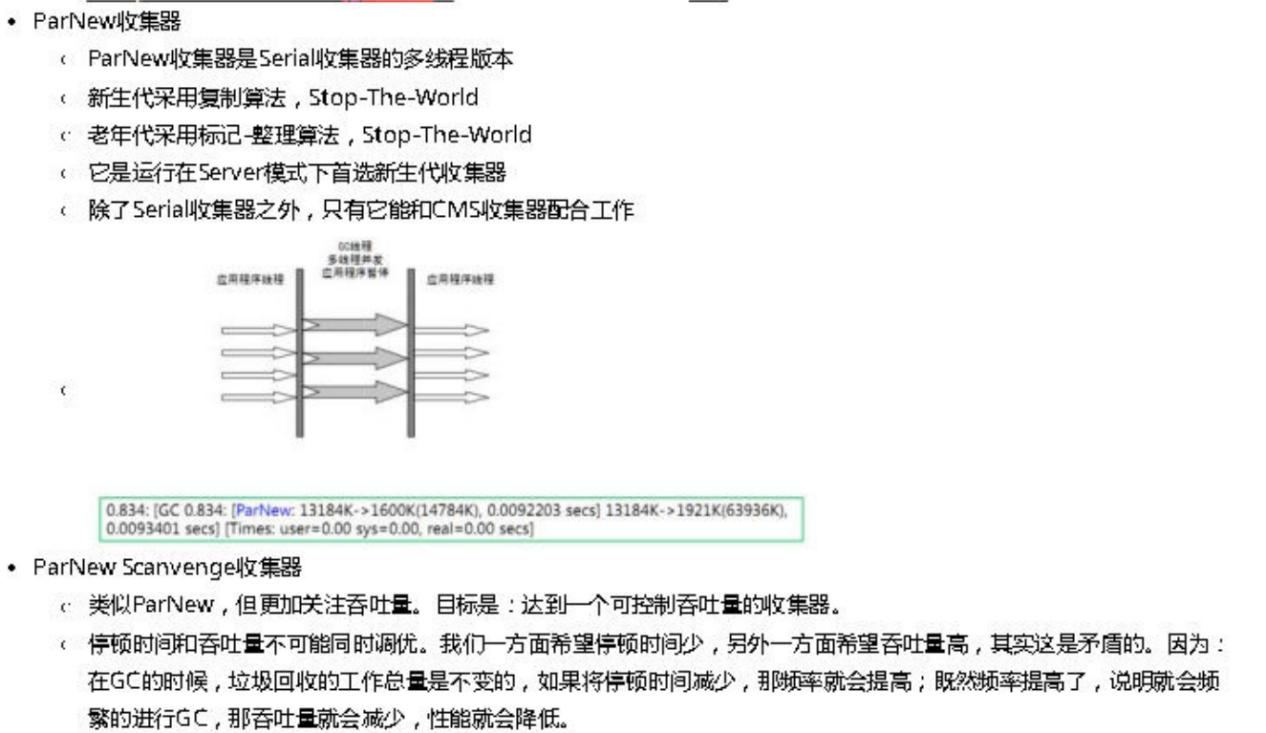 ParNew收集器
ParNew收集器是Serial收集器的多线程版本
新生代采用复制算法，Stop-The-World
老年代采用标记-整理算法，Stop-The-World
它是运行在Server模式下首选新生代收集器
除了Serial收集器之外，只有它能和CMS收集器配合工作
GC线程
多线程并发
应用程序线程
应用程序暂停
应用程序线程
0.834: [GC 0.834: [ParNew: 13184K->1600K(14784K), 0.0092203 secs] 13184K->1921K(63936K),
0.0093401 secs] [Times: user=0.00 sys=0.00, real=0.00 secs]
ParNew Scanvenge收集器
类似ParNew，但更加关注吞吐量。目标是：达到一个可控制吞吐量的收集器。
停顿时间和吞吐量不可能同时调优。我们一方面希望停顿时间少，另外一方面希望吞吐量高，其实这是矛盾的。因为：
在GC的时候，垃圾回收的工作总量是不变的，如果将停顿时间减少，那频率就会提高；既然频率提高了，说明就会频
繁的进行GC，那吞吐量就会减少，性能就会降低。